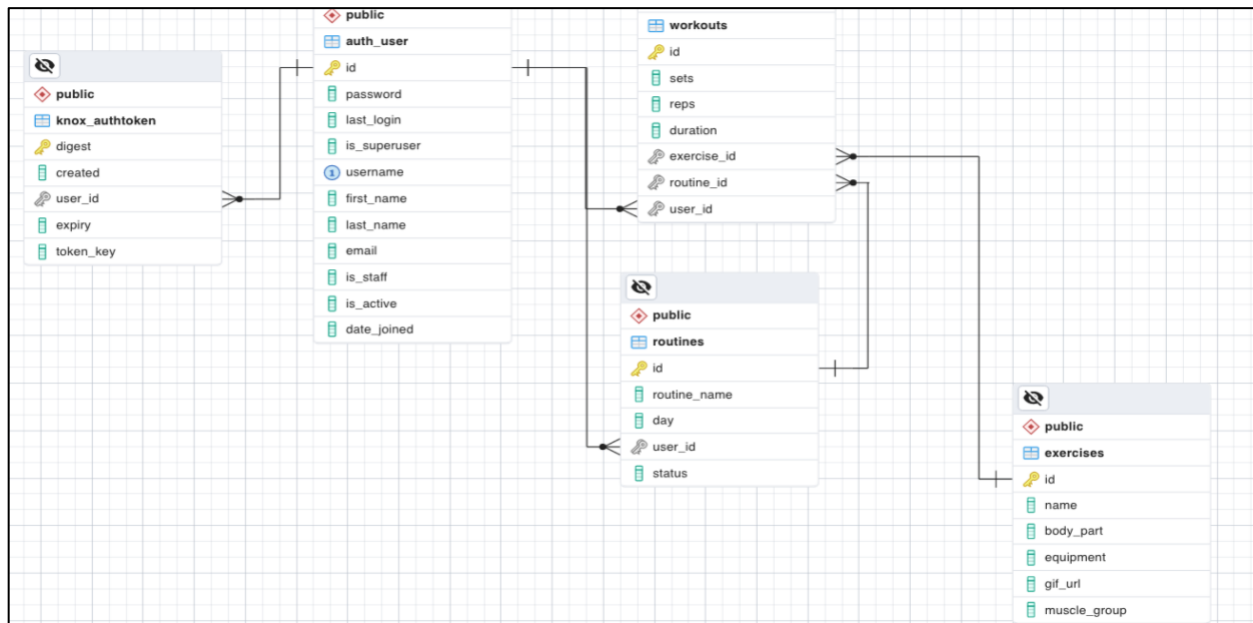 public
knox_authtoken
digest
created
user_id
expiry
token_key
public
auth_user
id
password
last_login
is_superuser
1 username
first_name
last_name
email
is_staff
is_active
date_joined
workouts
id
sets
reps
duration
exercise_id
routine_id
user_id
public
routines
id
routine_name
day
user_id
status
public
exercises
id
name
body_part
equipment
gif_url
muscle_group